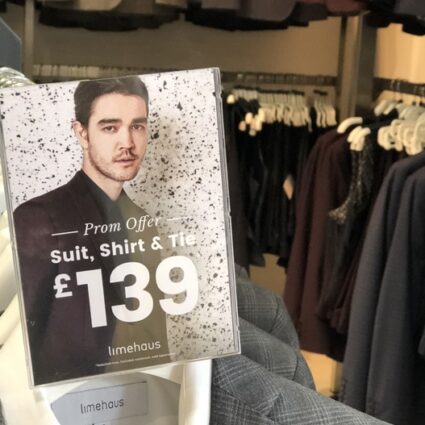 Prom Offer
Suit, Shirt & Tie
£139
limehaus
limehaus